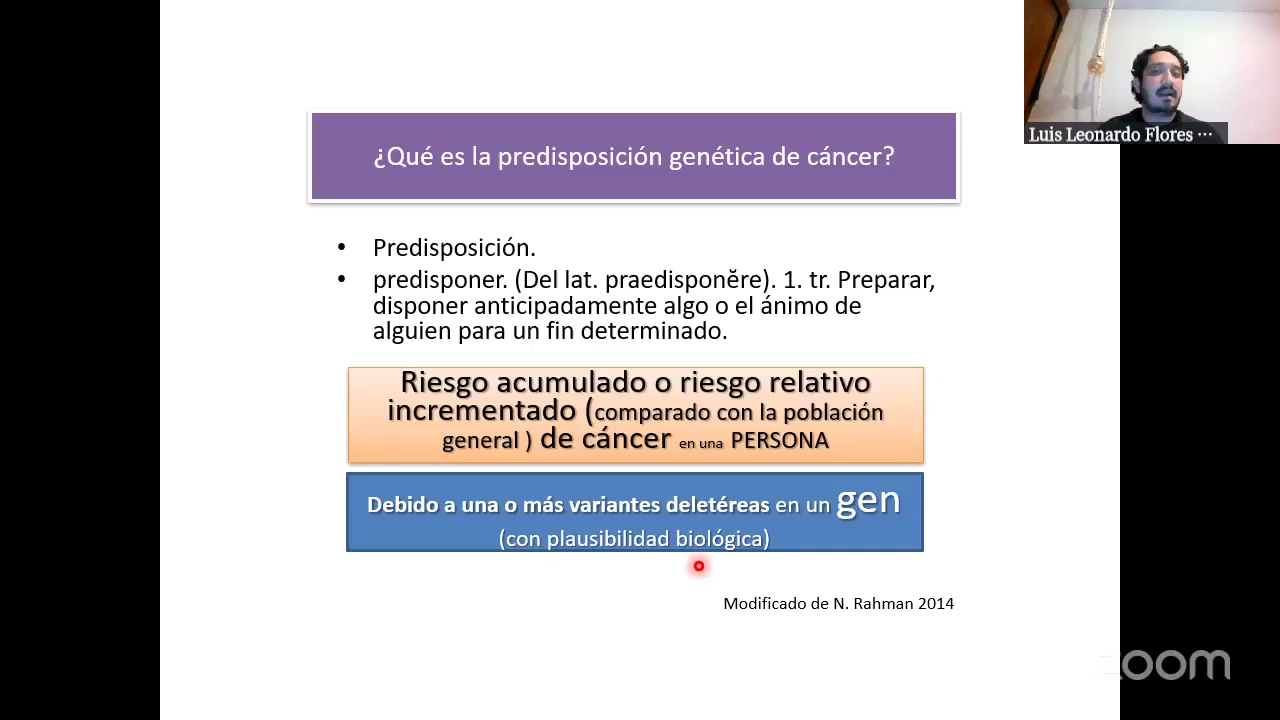 ¿Qué es la predisposición genética de cáncer?
• Predisposición.
• predisponer. (Del lat. praedisponĕre). 1. tr. Preparar,
disponer anticipadamente algo o el ánimo de
alguien para un fin determinado.
Riesgo acumulado o riesgo relativo
incrementado (comparado con la población
general ) de cáncer en una PERSONA
Debido a una o más variantes deletéreas en un gen
(con plausibilidad biológica)
Modificado de N. Rahman 2014
Luis Leonardo Flores ...
zoom